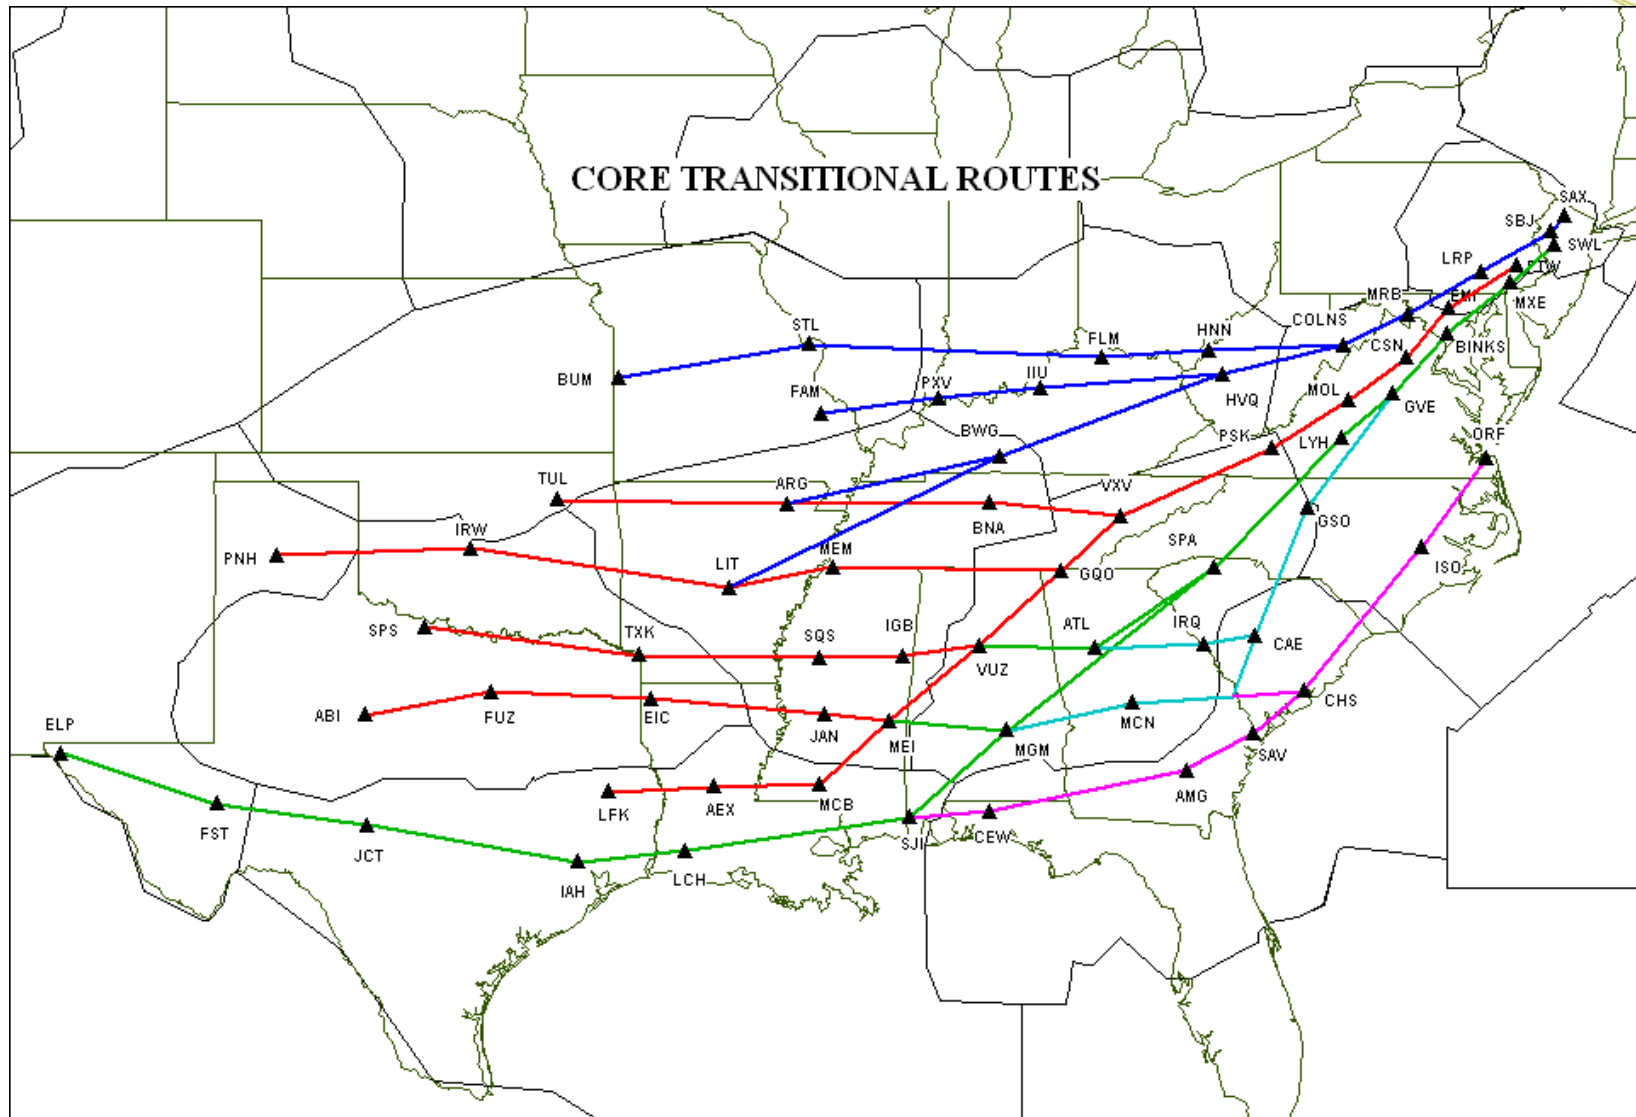 CORE TRANSITIONAL ROUTES
SAX
SBJ
SWL
LRP
PTW
MRB
EMI
MXE
STL
HNN
COLNS
FLM
CSN
BINKS
BUM
PXV
IIU
FAM
MOL
HVQ
GVE
BWG
PSK
LYH
ORF
TUL
ARG
VXV
BNA
GSO
IRW
SPA
PNH
MEM
LIT
GQO
ISO
SPS
TXK
SQS
IGB
ATL
IRQ
CAE
VUZ
ABI
FUZ
EIC
CHS
ELP
JAN
MEI
MGM
MCN
SAV
AMG
MCB
LFK
AEX
FST
SJI
CEW
JCT
LCH
IAH